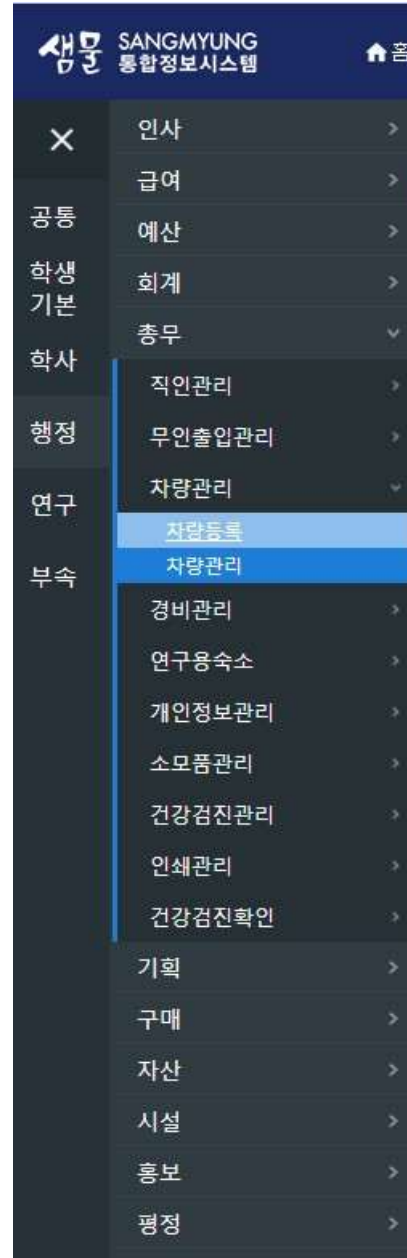 샘물 SANGMYUNG
통합정보시스템
홈
공통
학생
기본
학사
행정
연구
부속
인사
급여
예산
회계
총무
직인관리
무인출입관리
차량관리
차량등록
차량관리
경비관리
연구용숙소
개인정보관리
소모품관리
건강검진관리
인쇄관리
건강검진확인
기획
구매
자산
시설
홍보
평정